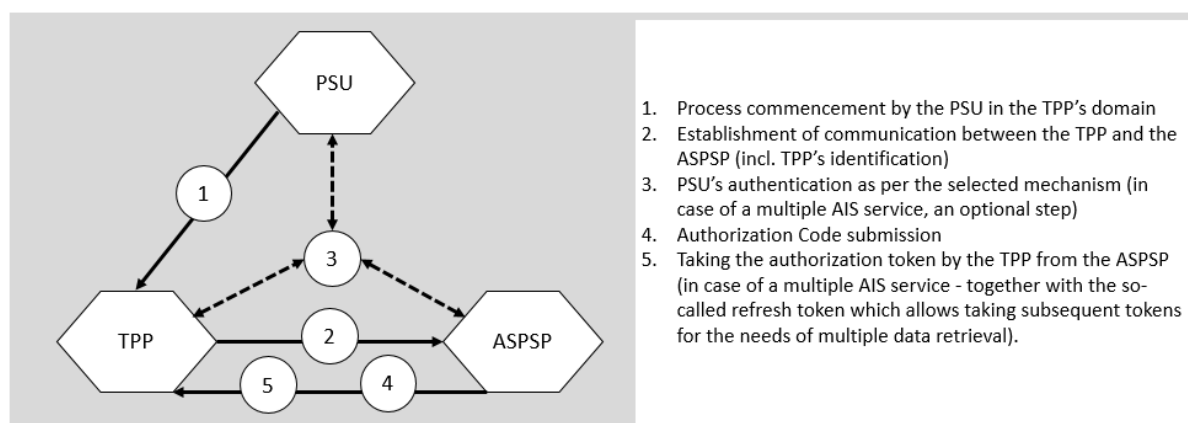 PSU
1
3
TPP
2
ASPSP
5
4
1. Process commencement by the PSU in the TPP’s domain
2. Establishment of communication between the TPP and the
ASPSP (incl. TPP’s identification)
3. PSU’s authentication as per the selected mechanism (in
case of a multiple AIS service, an optional step)
4. Authorization Code submission
5. Taking the authorization token by the TPP from the ASPSP
(in case of a multiple AIS service - together with the so-
called refresh token which allows taking subsequent tokens
for the needs of multiple data retrieval).